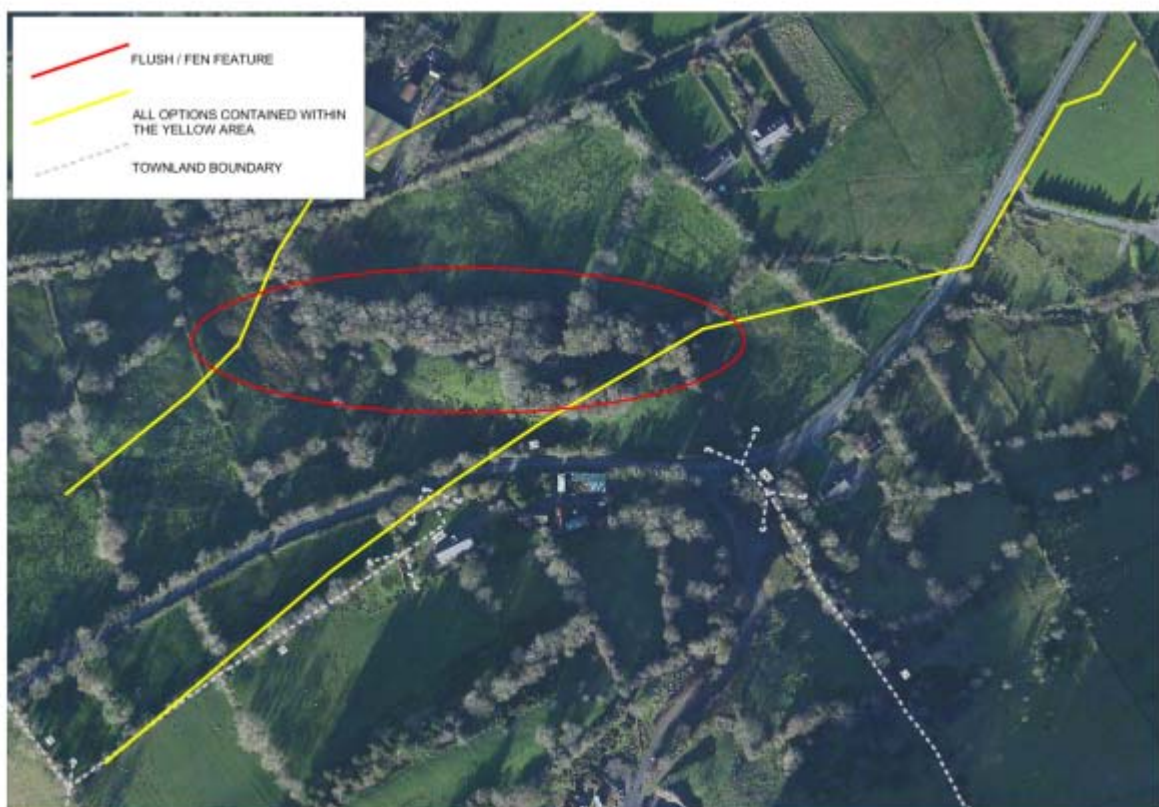 FLUSH / FEN FEATURE
ALL OPTIONS CONTAINED WITHIN
THE YELLOW AREA
TOWNLAND BOUNDARY